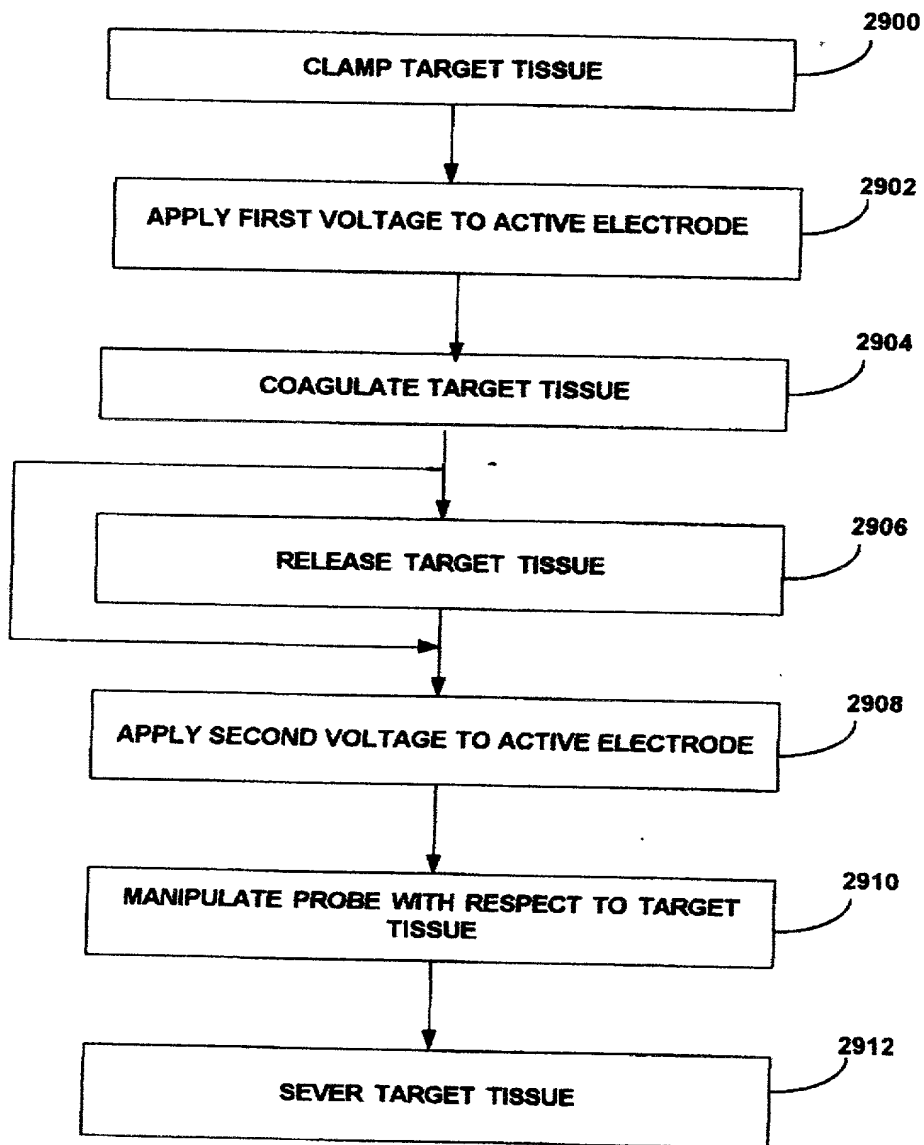 2900
CLAMP TARGET TISSUE
2902
APPLY FIRST VOLTAGE TO ACTIVE ELECTRODE
2904
COAGULATE TARGET TISSUE
2906
RELEASE TARGET TISSUE
2908
APPLY SECOND VOLTAGE TO ACTIVE ELECTRODE
2910
MANIPULATE PROBE WITH RESPECT TO TARGET
TISSUE
2912
SEVER TARGET TISSUE